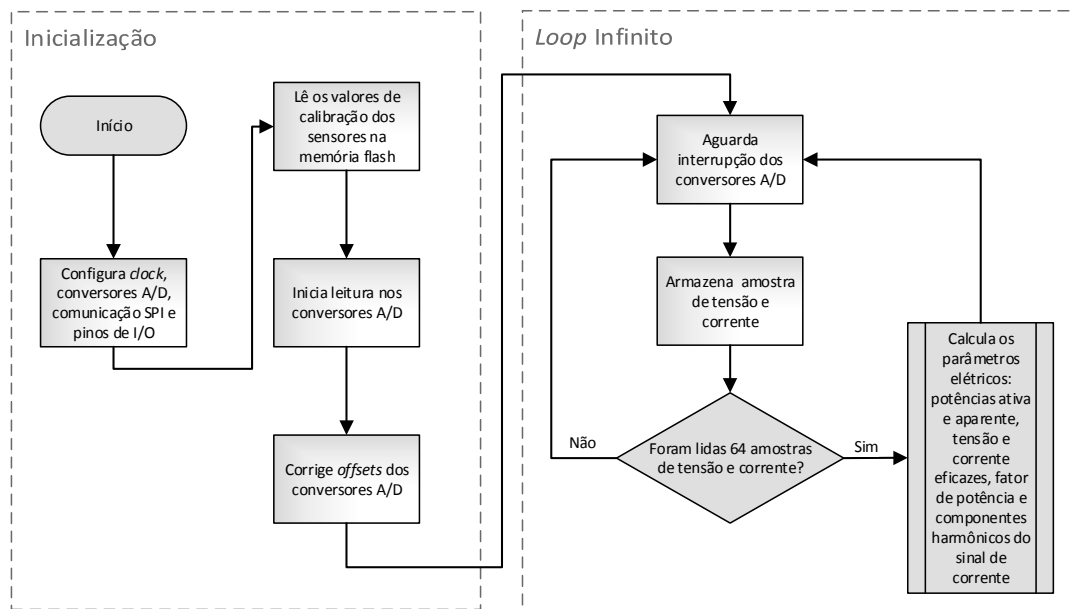 Inicialização
Início
Configura clock,
conversores A/D,
comunicação SPI e
pinos de I/O
Lê os valores de
calibração dos
sensores na
memória flash
Inicia leitura nos
conversores A/D
Corrige offsets dos
conversores A/D
Loop Infinito
Aguarda
interrupção dos
conversores A/D
Armazena amostra
de tensão e
corrente
Foram lidas 64 amostras
de tensão e corrente?
Não
Sim
Calcula os
parâmetros
elétricos:
potências ativa
e aparente,
tensão e
corrente
eficazes, fator
de potência e
componentes
harmônicos do
sinal de
corrente